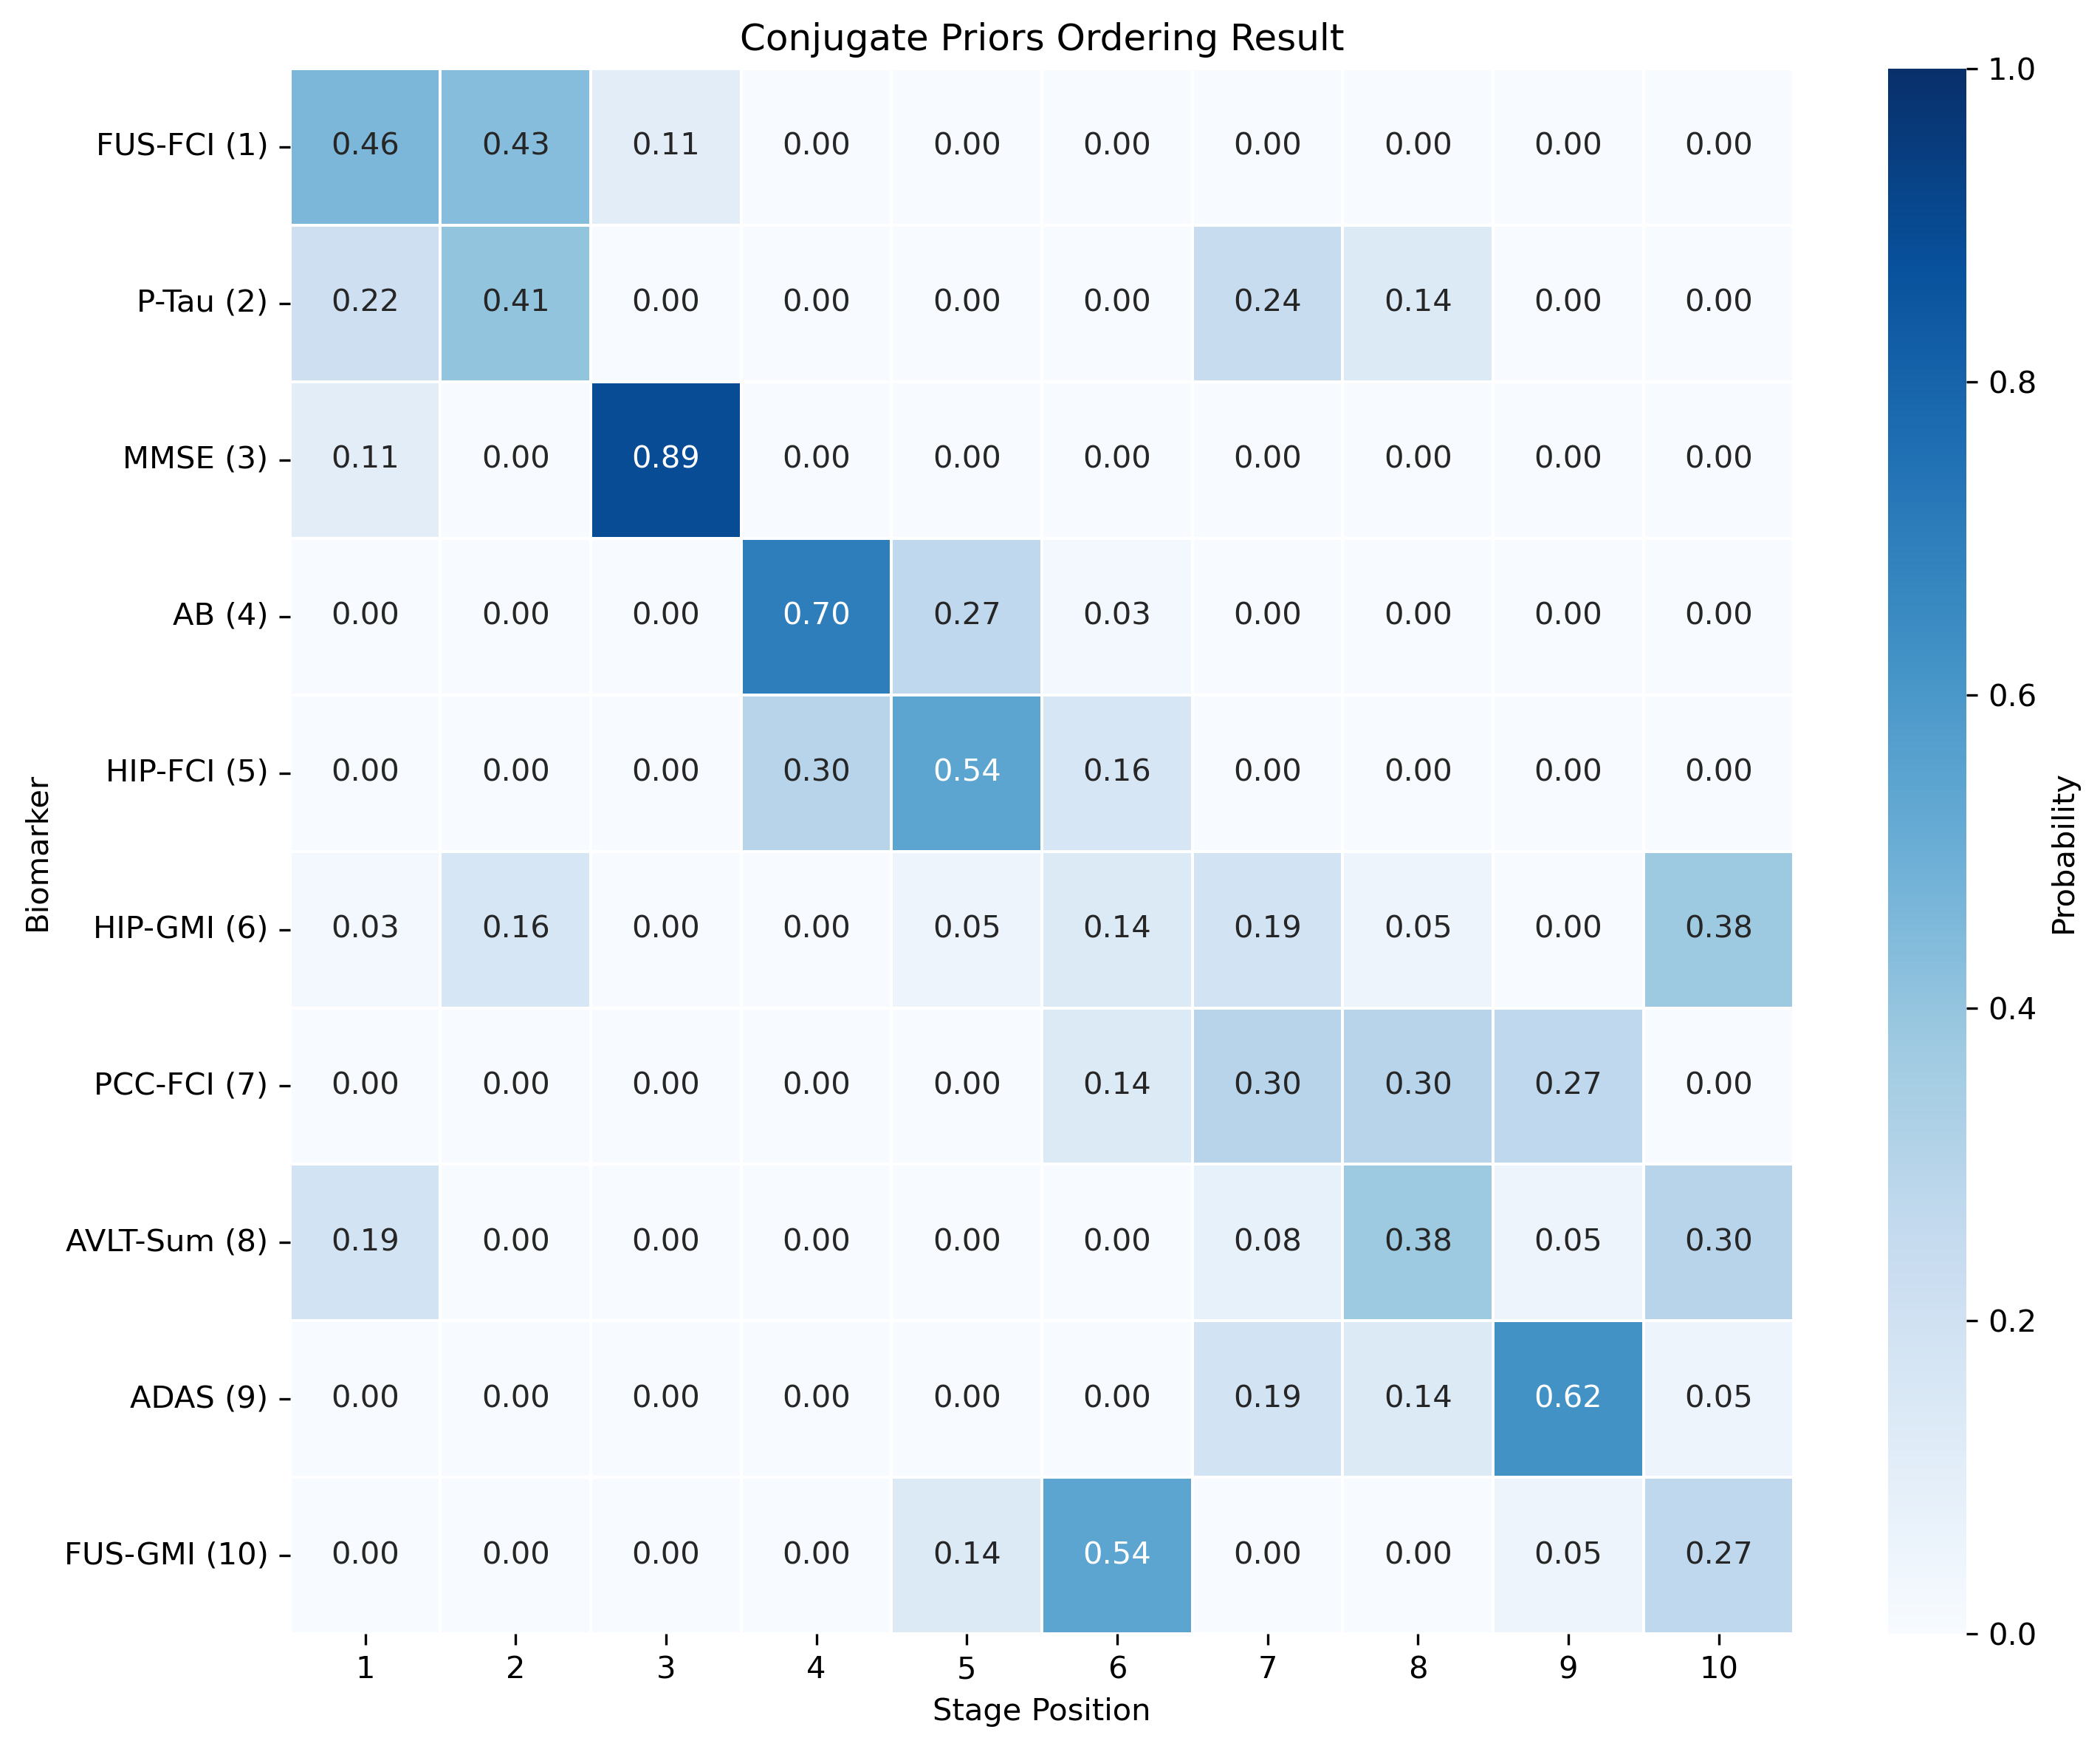 Conjugate Priors Ordering Result
FUS-FCI (1) 0.46 0.43 0.11 0.00 0.00 0.00 0.00 0.00 0.00 0.00
P-Tau (2) 0.22 0.41 0.00 0.00 0.00 0.00 0.24 0.14 0.00 0.00
MMSE (3) 0.11 0.00 0.89 0.00 0.00 0.00 0.00 0.00 0.00 0.00
AB (4) 0.00 0.00 0.00 0.70 0.27 0.03 0.00 0.00 0.00 0.00
HIP-FCI (5) 0.00 0.00 0.00 0.30 0.54 0.16 0.00 0.00 0.00 0.00
HIP-GMI (6) 0.03 0.16 0.00 0.00 0.05 0.14 0.19 0.05 0.00 0.38
PCC-FCI (7) 0.00 0.00 0.00 0.00 0.00 0.14 0.30 0.30 0.27 0.00
AVLT-Sum (8) 0.19 0.00 0.00 0.00 0.00 0.00 0.08 0.38 0.05 0.30
ADAS (9) 0.00 0.00 0.00 0.00 0.00 0.00 0.19 0.14 0.62 0.05
FUS-GMI (10) 0.00 0.00 0.00 0.00 0.14 0.54 0.00 0.00 0.05 0.27
1 2 3 4 5 6 7 8 9 10
Stage Position
Biomarker
1.0
0.8
0.6
0.4
0.2
0.0
Probability